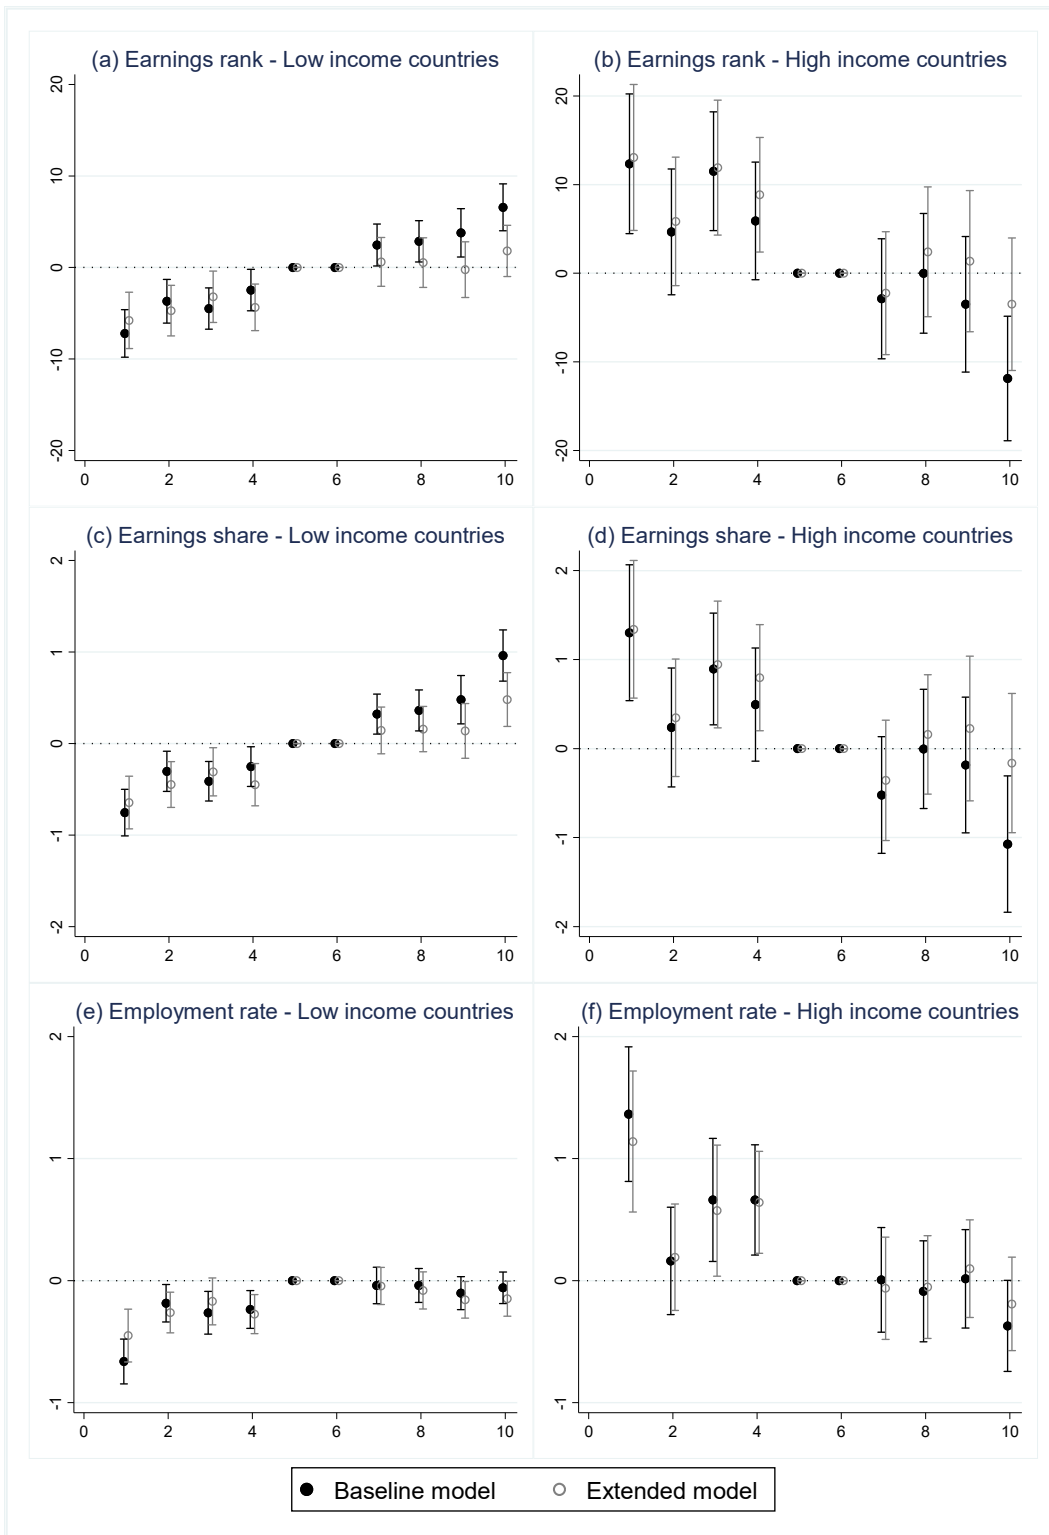 (a) Earnings rank - Low income countries
20
10
0
-10
-20
0 2 4 6 8 10
(b) Earnings rank - High income countries
20
10
0
-10
-20
0 2 4 6 8 10
(c) Earnings share - Low income countries
2
1
0
-1
-2
0 2 4 6 8 10
(d) Earnings share - High income countries
2
1
0
-1
-2
0 2 4 6 8 10
(e) Employment rate - Low income countries
2
1
0
-1
0 2 4 6 8 10
(f) Employment rate - High income countries
2
1
0
-1
0 2 4 6 8 10
Baseline model Extended model